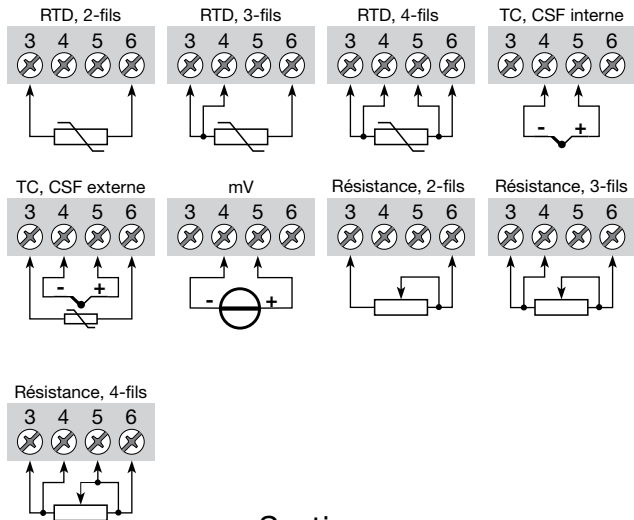 RTD, 2-fils
RTD, 3-fils
RTD, 4-fils
TC, CSF interne
3 4 5 6
3 4 5 6
3 4 5 6
3 4 5 6
- +
TC, CSF externe
mV
Résistance, 2-fils
Résistance, 3-fils
3 4 5 6
3 4 5 6
3 4 5 6
3 4 5 6
- +
- +
Résistance, 4-fils
3 4 5 6